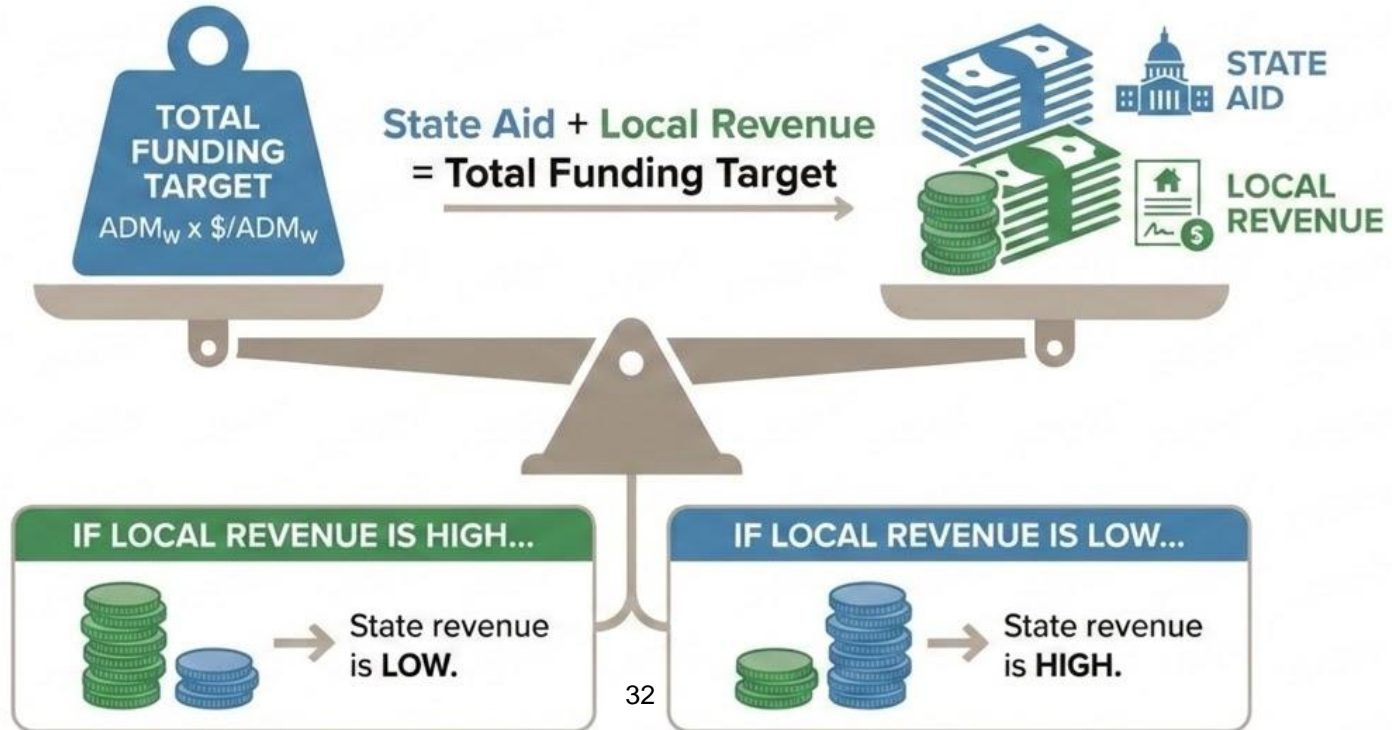 TOTAL
FUNDING
TARGET
ADMw x $/ADMw
State Aid + Local Revenue
= Total Funding Target
STATE
AID
LOCAL
REVENUE
$
IF LOCAL REVENUE IS HIGH...
State revenue
is LOW.
IF LOCAL REVENUE IS LOW...
State revenue
is HIGH.
32